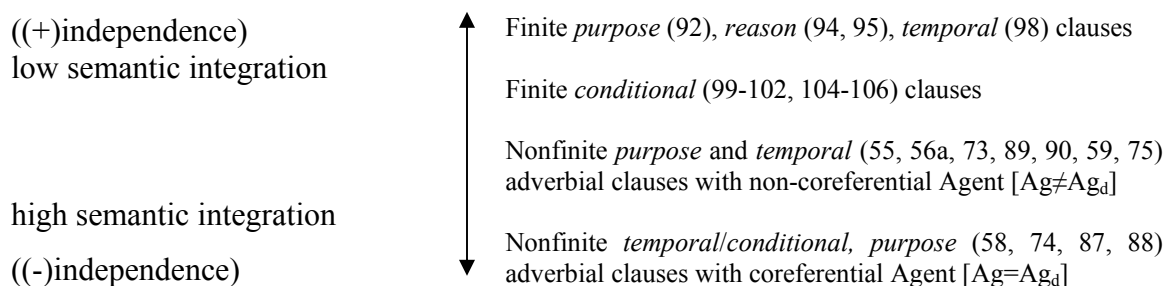 ((+)independence)
low semantic integration
high semantic integration
((-)independence)
Finite purpose (92), reason (94, 95), temporal (98) clauses
Finite conditional (99-102, 104-106) clauses
Nonfinite purpose and temporal (55, 56a, 73, 89, 90, 59, 75)
adverbial clauses with non-coreferential Agent [Ag≠Agd]
Nonfinite temporal/conditional, purpose (58, 74, 87, 88)
adverbial clauses with coreferential Agent [Ag=Agd]